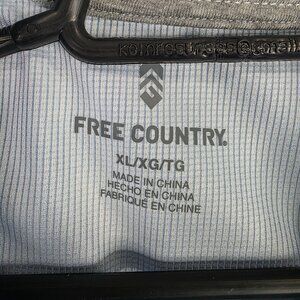 FREE COUNTRY.
XL/XG/TG
MADE IN CHINA
HECHO EN CHINA
FABRIQUÉ EN CHINE